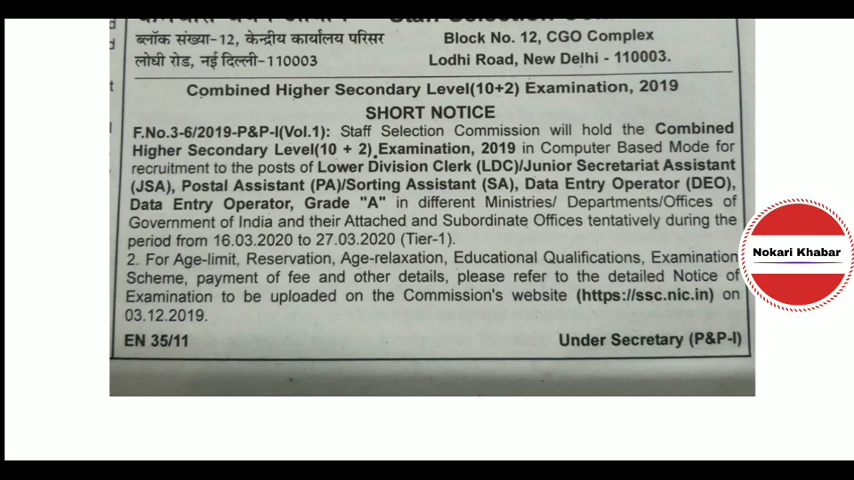 ब्लॉक संख्या-12, केन्द्रीय कार्यालय परिसर
लोधी रोड, नई दिल्ली-110003
Staff Selection
Block No. 12, CGO Complex
Lodhi Road, New Delhi - 110003.
Combined Higher Secondary Level(10+2) Examination, 2019
SHORT NOTICE
F.No.3-6/2019-P&P-I(Vol.1): Staff Selection Commission will hold the Combined
Higher Secondary Level(10 + 2) Examination, 2019 in Computer Based Mode for
recruitment to the posts of Lower Division Clerk (LDC)/Junior Secretariat Assistant
(JSA), Postal Assistant (PA)/Sorting Assistant (SA), Data Entry Operator (DEO),
Data Entry Operator, Grade "A" in different Ministries/ Departments/Offices of
Government of India and their Attached and Subordinate Offices tentatively during the
period from 16.03.2020 to 27.03.2020 (Tier-1).
2. For Age-limit, Reservation, Age-relaxation, Educational Qualifications, Examination
Scheme, payment of fee and other details, please refer to the detailed Notice of
Examination to be uploaded on the Commission's website (https://ssc.nic.in) on
03.12.2019.
EN 35/11
Under Secretary (P&P-I)
Nokari Khabar